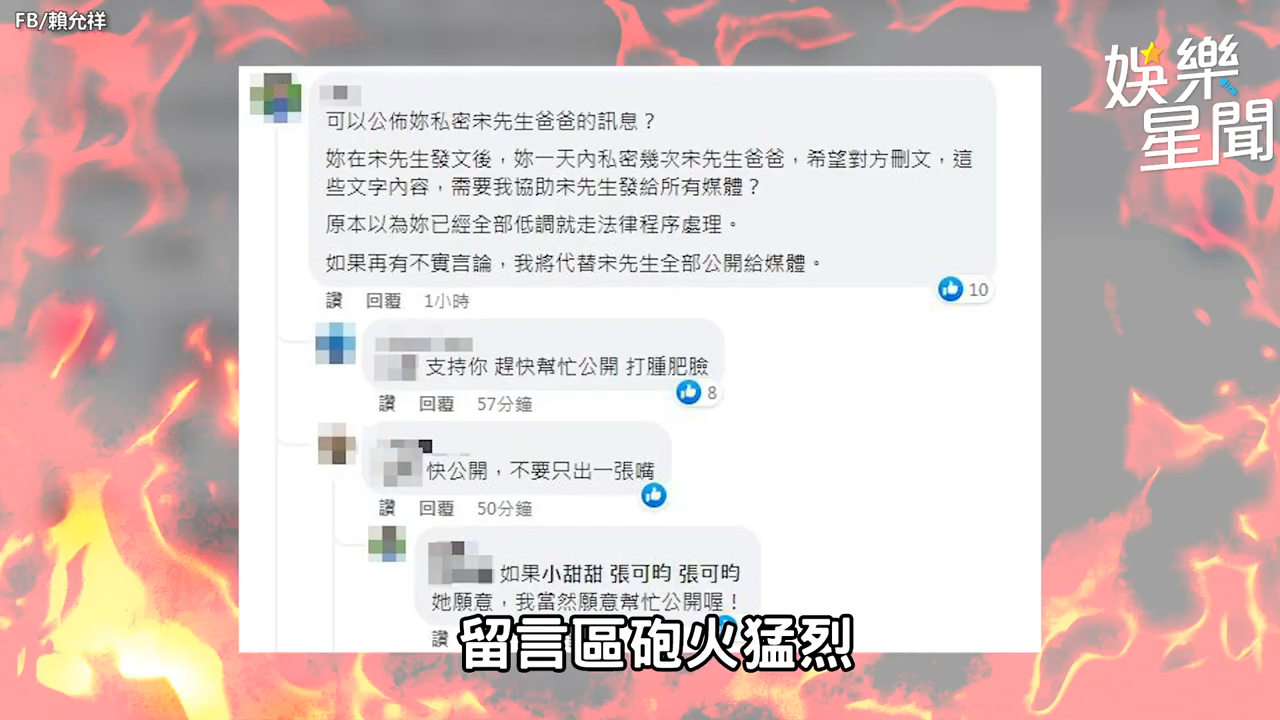 FB/賴允祥
娛樂
星聞
可以公佈妳私密宋先生爸爸的訊息？
妳在宋先生發文後，妳一天內私密幾次宋先生爸爸，希望對方刪文，這
些文字內容，需要我協助宋先生發給所有媒體？
原本以為妳已經全部低調就走法律程序處理。
如果再有不實言論，我將代替宋先生全部公開給媒體。
讚 回覆 1小時
10
支持你 趕快幫忙公開 打腫肥臉
讚 回覆 57分鐘
8
快公開，不要只出一張嘴
讚 回覆 50分鐘
如果小甜甜 張可昀 張可昀
她願意，我當然願意幫忙公開喔！
讚
留言區砲火猛烈